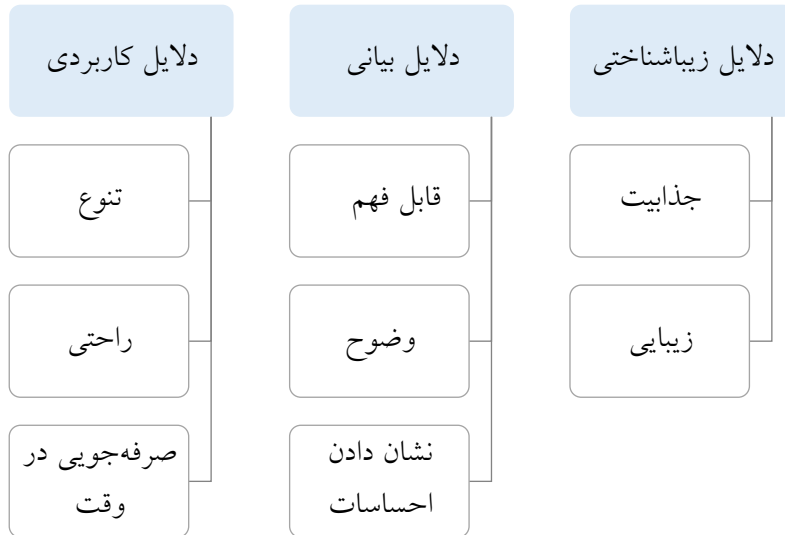 دلایل زیباشناختی
جذابیت
زیبایی
دلایل بیانی
قابل فهم
وضوح
نشان دادن
احساسات
دلایل کاربردی
تنوع
راحتی
صرفه‌جویی در
وقت